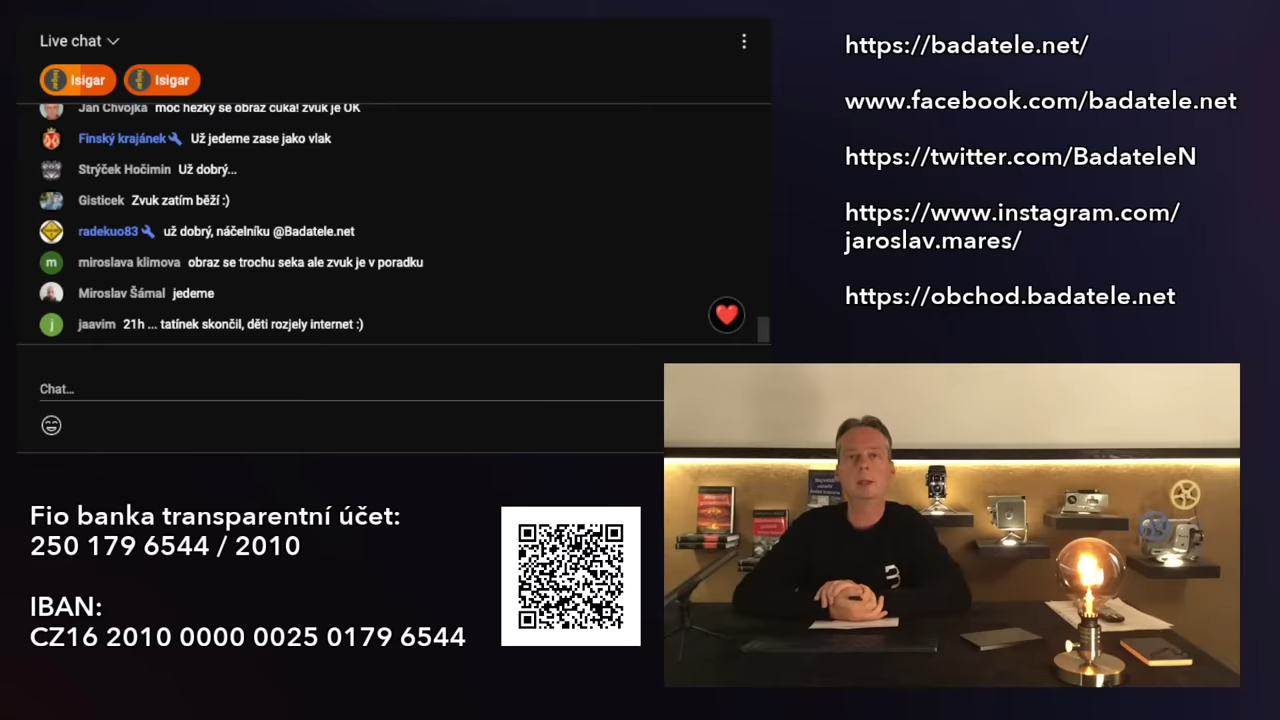 Live chat
Isigar Isigar
Jan Chvojka moc hezky se obraz cuká! zvuk je OK
Finský krajánek Už jedeme zase jako vlak
Strýček Hočimin Už dobrý...
Gisticek Zvuk zatím běží :)
radekuo83 už dobrý, náčelníku @Badatele.net
m miroslava klimova obraz se trochu seka ale zvuk je v poradku
Miroslav Šámal jedeme
j jaavim 21h ... tatínek skončil, děti rozjely internet :)
Chat...
https://badatele.net/
www.facebook.com/badatele.net
https://twitter.com/BadateleN
https://www.instagram.com/
jaroslav.mares/
https://obchod.badatele.net
Fio banka transparentní účet:
250 179 6544 / 2010
IBAN:
CZ16 2010 0000 0025 0179 6544